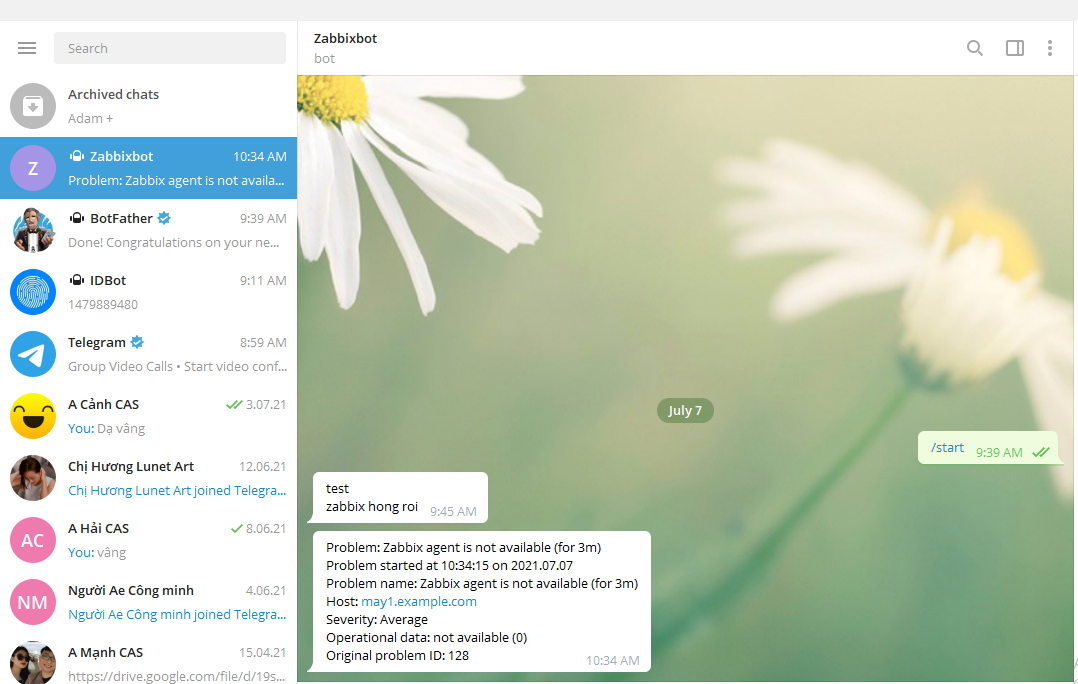 Search
Archived chats
Adam +
Z
Zabbixbot
10:34 AM
Problem: Zabbix agent is not availa...
BotFather
9:39 AM
Done! Congratulations on your ne...
IDBot
9:11 AM
1479889480
Telegram
8:59 AM
Group Video Calls • Start video conf...
A Cảnh CAS
3.07.21
You: Dạ vâng
Chị Hương Lunet Art
12.06.21
Chị Hương Lunet Art joined Telegra...
AC
A Hải CAS
8.06.21
You: vâng
NM
Người Ae Công minh
4.06.21
Người Ae Công minh joined Telegra...
A Mạnh CAS
15.04.21
https://drive.google.com/file/d/19s...
Zabbixbot
bot
July 7
/start
9:39 AM
test
zabbix hong roi
9:45 AM
Problem: Zabbix agent is not available (for 3m)
Problem started at 10:34:15 on 2021.07.07
Problem name: Zabbix agent is not available (for 3m)
Host: may1.example.com
Severity: Average
Operational data: not available (0)
Original problem ID: 128
10:34 AM